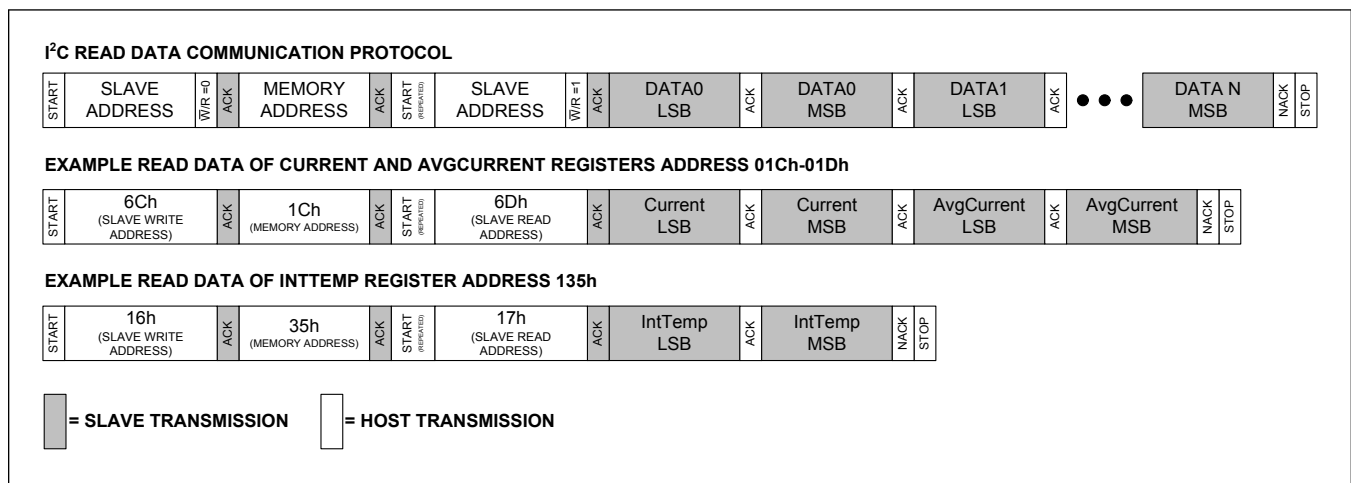 I²C READ DATA COMMUNICATION PROTOCOL
START
SLAVE
ADDRESS
W̅/R =0
ACK
MEMORY
ADDRESS
ACK
START
(REPEATED)
SLAVE
ADDRESS
W̅/R =1
ACK
DATA0
LSB
ACK
DATA0
MSB
ACK
DATA1
LSB
ACK
●●●
DATA N
MSB
NACK
STOP
EXAMPLE READ DATA OF CURRENT AND AVGCURRENT REGISTERS ADDRESS 01Ch-01Dh
START
6Ch
(SLAVE WRITE
ADDRESS)
ACK
1Ch
(MEMORY ADDRESS)
ACK
START
(REPEATED)
6Dh
(SLAVE READ
ADDRESS)
ACK
Current
LSB
ACK
Current
MSB
ACK
AvgCurrent
LSB
ACK
AvgCurrent
MSB
NACK
STOP
EXAMPLE READ DATA OF INTTEMP REGISTER ADDRESS 135h
START
16h
(SLAVE WRITE
ADDRESS)
ACK
35h
(MEMORY ADDRESS)
ACK
START
(REPEATED)
17h
(SLAVE READ
ADDRESS)
ACK
IntTemp
LSB
ACK
IntTemp
MSB
NACK
STOP
= SLAVE TRANSMISSION
= HOST TRANSMISSION